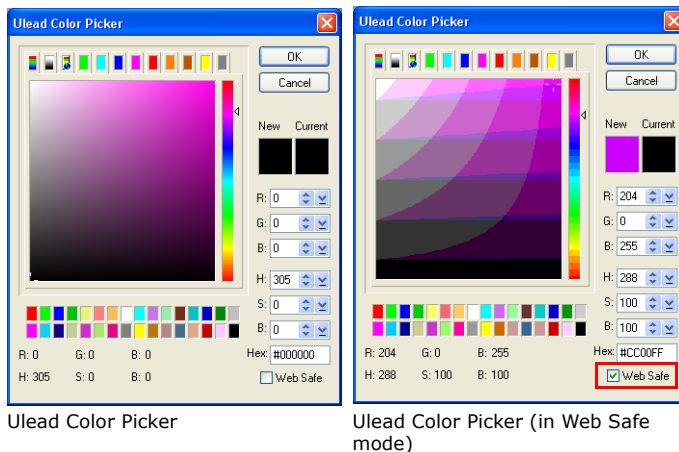 Ulead Color Picker
OK
Cancel
New Current
R: 0
G: 0
B: 0
H: 305
S: 0
B: 0
Hex: #000000
Web Safe
R: 0 G: 0 B: 0
H: 305 S: 0 B: 0
Ulead Color Picker
Ulead Color Picker
OK
Cancel
New Current
R: 204
G: 0
B: 255
H: 288
S: 100
B: 100
Hex: #CC00FF
Web Safe
R: 204 G: 0 B: 255
H: 288 S: 100 B: 100
Ulead Color Picker (in Web Safe
mode)